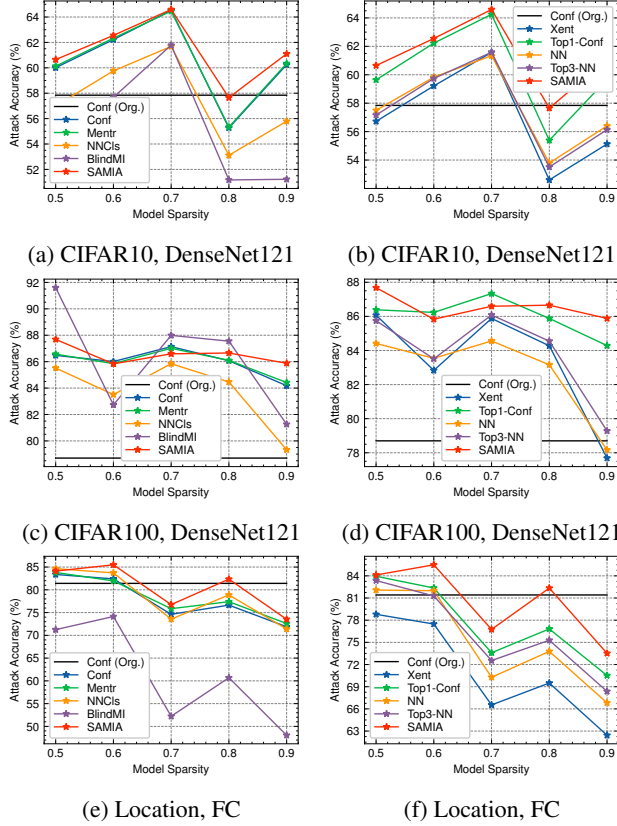 64
62
60
58
56
54
52
Attack Accuracy (%)
Conf (Org.)
Conf
Mentr
NNCls
BlindMI
SAMIA
0.5 0.6 0.7 0.8 0.9
Model Sparsity
(a) CIFAR10, DenseNet121
64
62
60
58
56
54
Attack Accuracy (%)
Conf (Org.)
Xent
Top1-Conf
NN
Top3-NN
SAMIA
0.5 0.6 0.7 0.8 0.9
Model Sparsity
(b) CIFAR10, DenseNet121
92
90
88
86
84
82
80
Attack Accuracy (%)
Conf (Org.)
Conf
Mentr
NNCls
BlindMI
SAMIA
0.5 0.6 0.7 0.8 0.9
Model Sparsity
(c) CIFAR100, DenseNet121
88
86
84
82
80
78
Attack Accuracy (%)
Conf (Org.)
Xent
Top1-Conf
NN
Top3-NN
SAMIA
0.5 0.6 0.7 0.8 0.9
Model Sparsity
(d) CIFAR100, DenseNet121
85
80
75
70
65
60
55
50
Attack Accuracy (%)
Conf (Org.)
Conf
Mentr
NNCls
BlindMI
SAMIA
0.5 0.6 0.7 0.8 0.9
Model Sparsity
(e) Location, FC
84
81
78
75
72
69
66
63
Attack Accuracy (%)
Conf (Org.)
Xent
Top1-Conf
NN
Top3-NN
SAMIA
0.5 0.6 0.7 0.8 0.9
Model Sparsity
(f) Location, FC